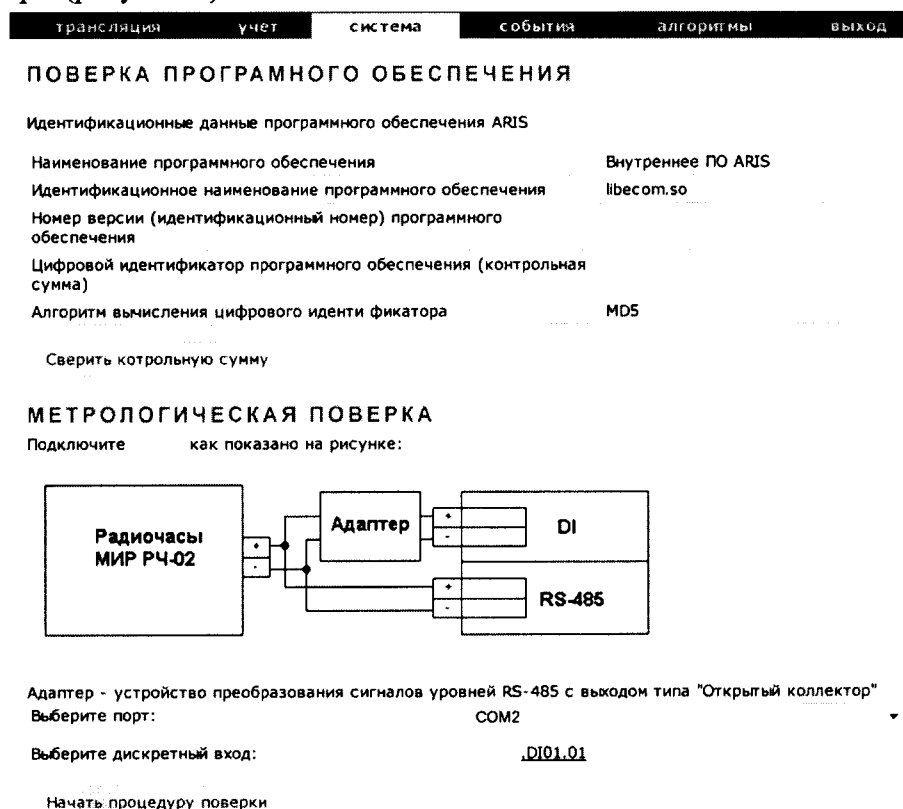 трансляция учет система события алгоритмы выход
ПОВЕРКА ПРОГРАМНОГО ОБЕСПЕЧЕНИЯ
Идентификационные данные программного обеспечения ARIS
Наименование программного обеспечения Внутреннее ПО ARIS
Идентификационное наименование программного обеспечения libecom.so
Номер версии (идентификационный номер) программного
обеспечения
Цифровой идентификатор программного обеспечения (контрольная
сумма)
Алгоритм вычисления цифрового иденти фикатора MD5
Сверить котрольную сумму
МЕТРОЛОГИЧЕСКАЯ ПОВЕРКА
Подключите как показано на рисунке:
Радиочасы
МИР РЧ-02
+
-
Адаптер
+
-
DI
+
-
RS-485
Адаптер - устройство преобразования сигналов уровней RS-485 с выходом типа "Открытый коллектор"
Выберите порт: COM2
Выберите дискретный вход: .DI01.01
Начать процедуру поверки